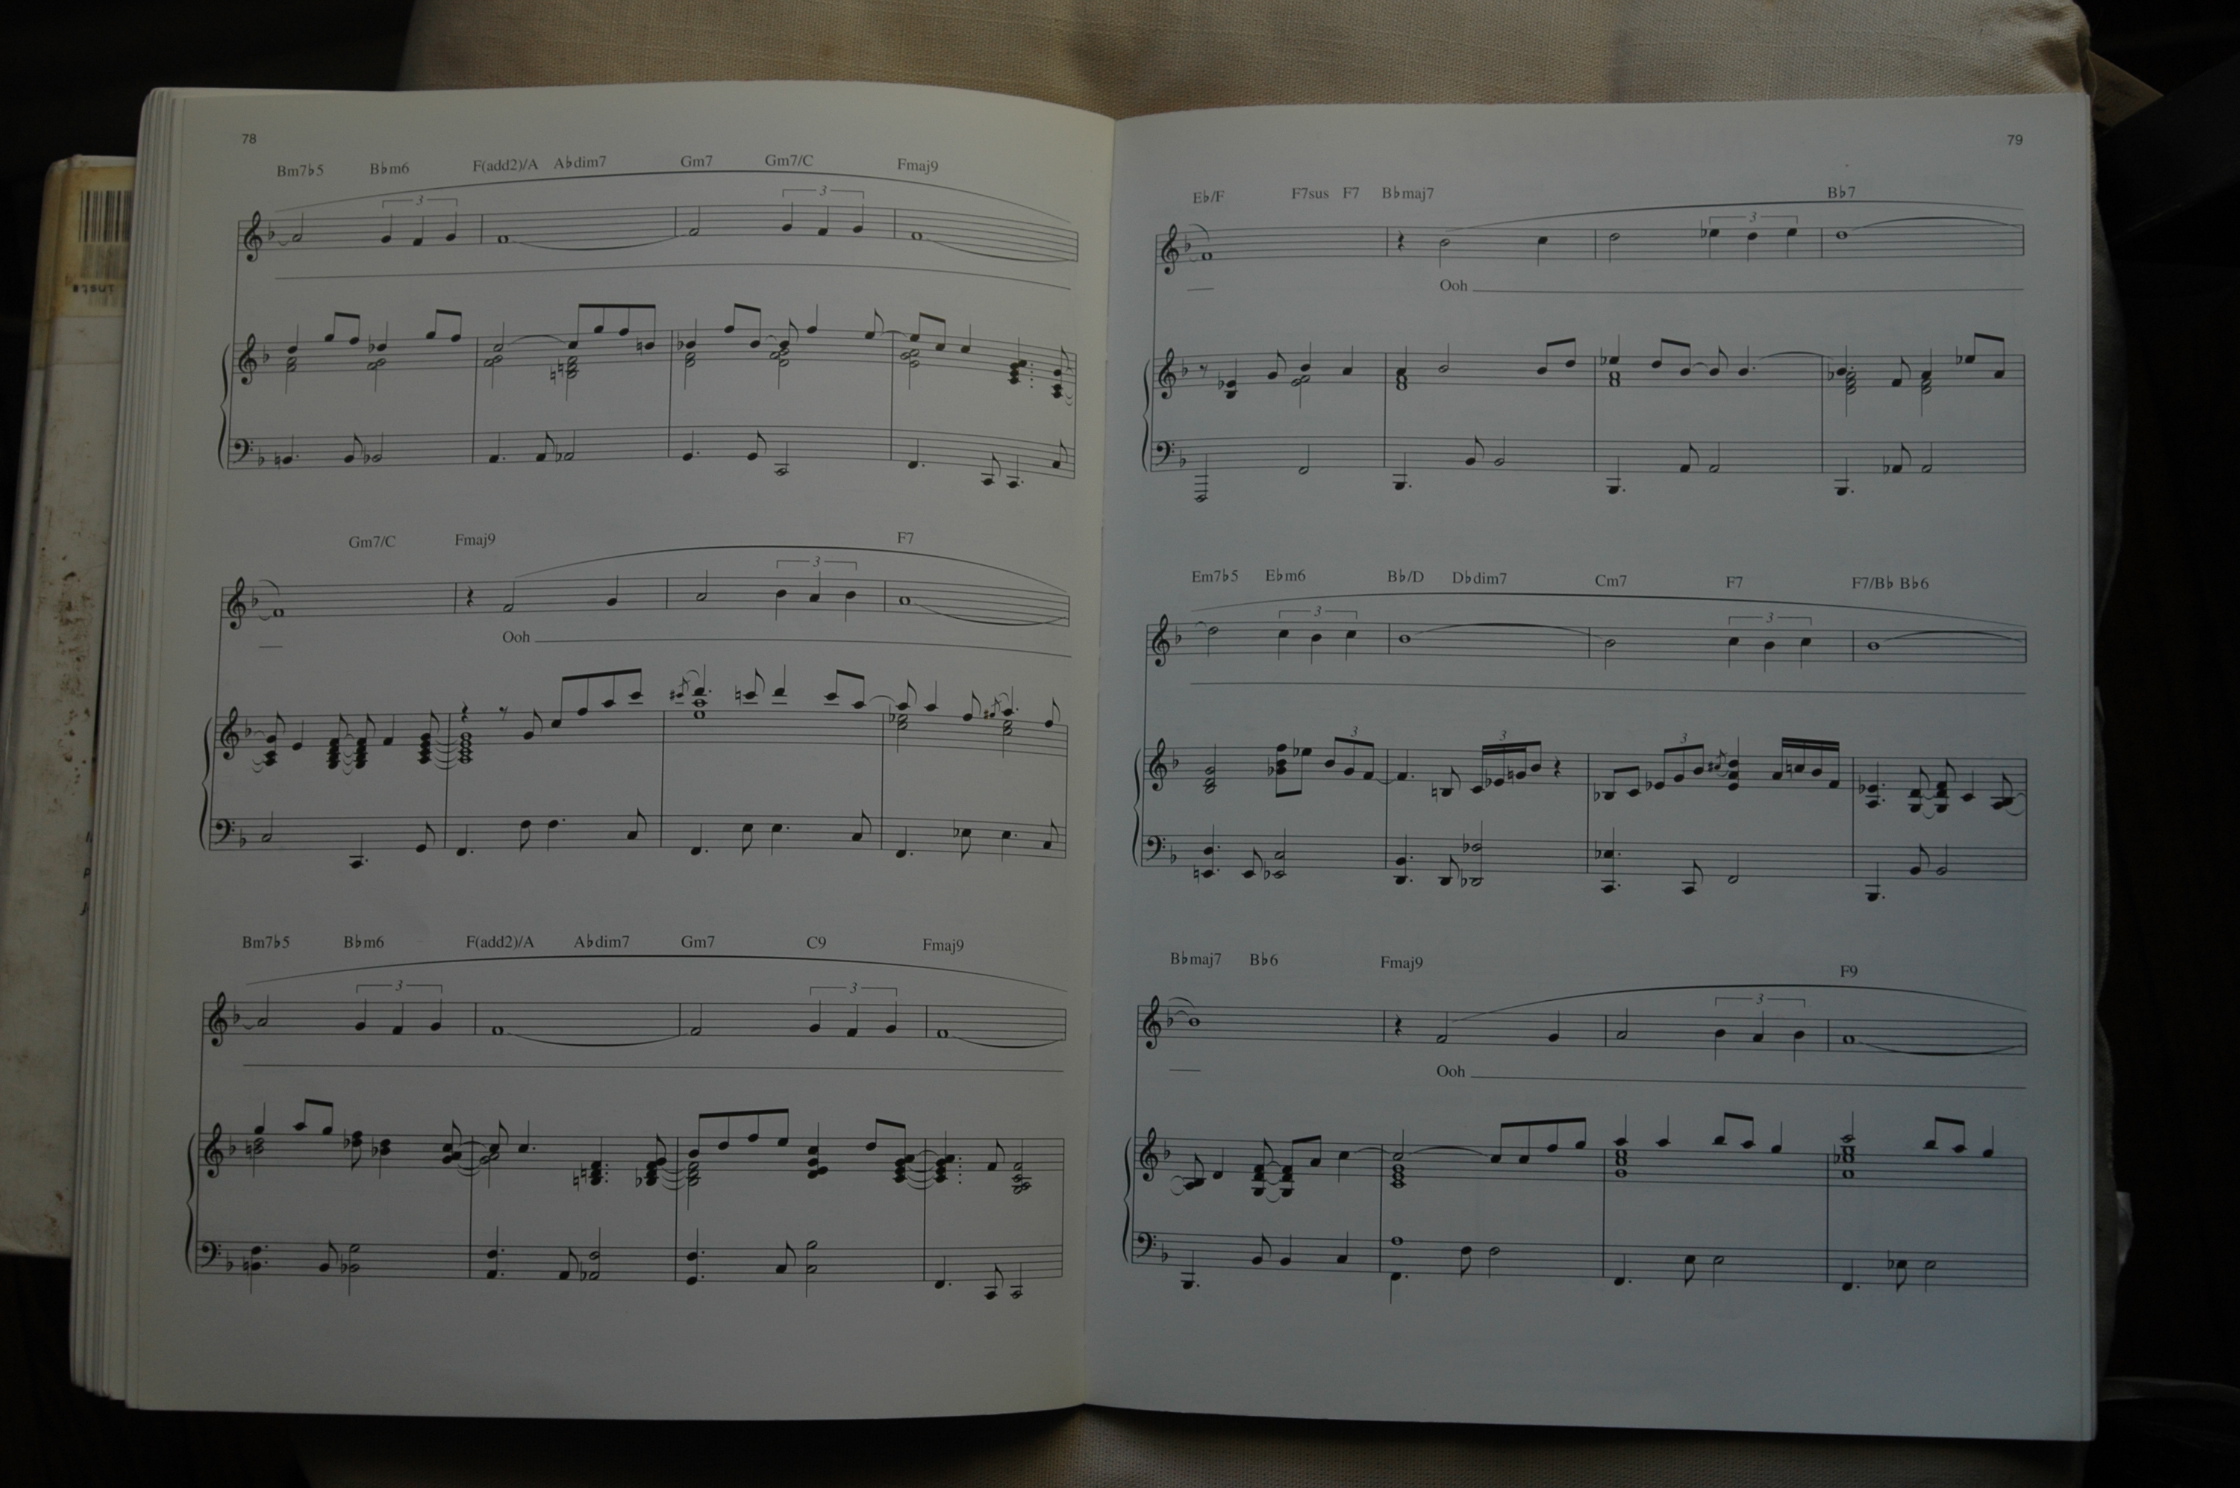 78
Bm7♭5 B♭m6 F(add2)/A A♭dim7 Gm7 Gm7/C Fmaj9
3 3
Gm7/C Fmaj9 F7
3
Ooh
Bm7♭5 B♭m6 F(add2)/A A♭dim7 Gm7 C9 Fmaj9
3 3
79
E♭/F F7sus F7 B♭maj7 B♭7
3
Ooh
Em7♭5 E♭m6 B♭/D D♭dim7 Cm7 F7 F7/B♭ B♭6
3 3
3 3 3
B♭maj7 B♭6 Fmaj9 F9
3
Ooh